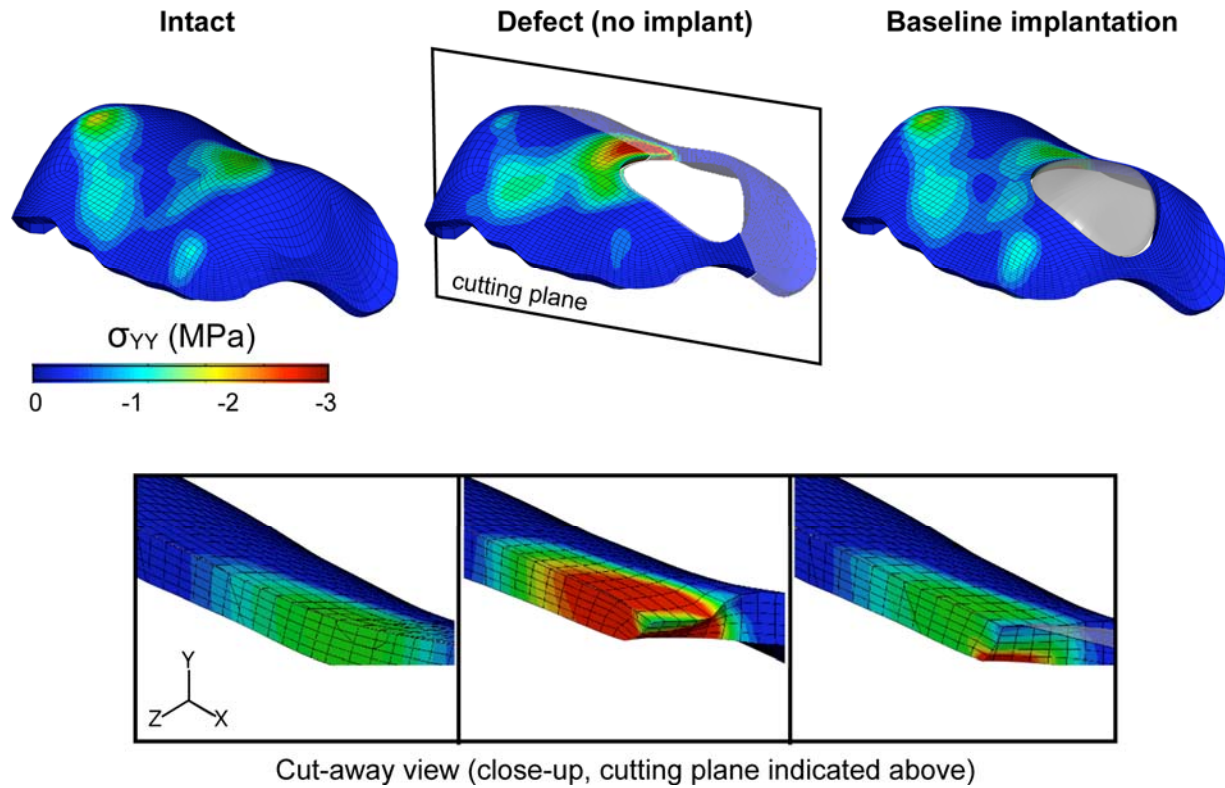 Intact
Defect (no implant)
Baseline implantation
cutting plane
σYY (MPa)
0 -1 -2 -3
Y
Z X
Cut-away view (close-up, cutting plane indicated above)